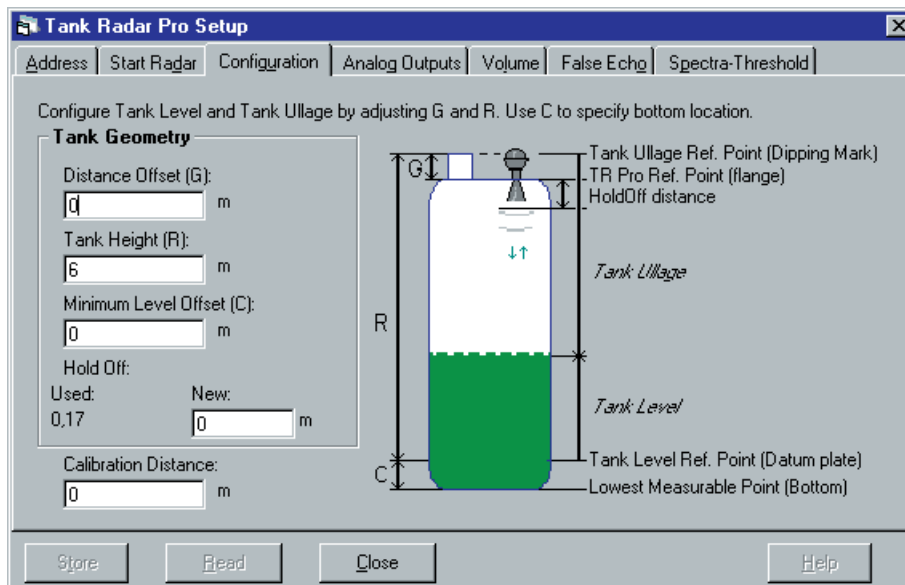 Tank Radar Pro Setup
Address
Start Radar
Configuration
Analog Outputs
Volume
False Echo
Spectra-Threshold
Configure Tank Level and Tank Ullage by adjusting G and R. Use C to specify bottom location.
Tank Geometry
Distance Offset (G):
0 m
Tank Height (R):
6 m
Minimum Level Offset (C):
0 m
Hold Off:
Used: New:
0,17 0 m
Calibration Distance:
0 m
G
R
C
Tank Ullage Ref. Point (Dipping Mark)
TR Pro Ref. Point (flange)
HoldOff distance
Tank Ullage
Tank Level
Tank Level Ref. Point (Datum plate)
Lowest Measurable Point (Bottom)
Store
Read
Close
Help